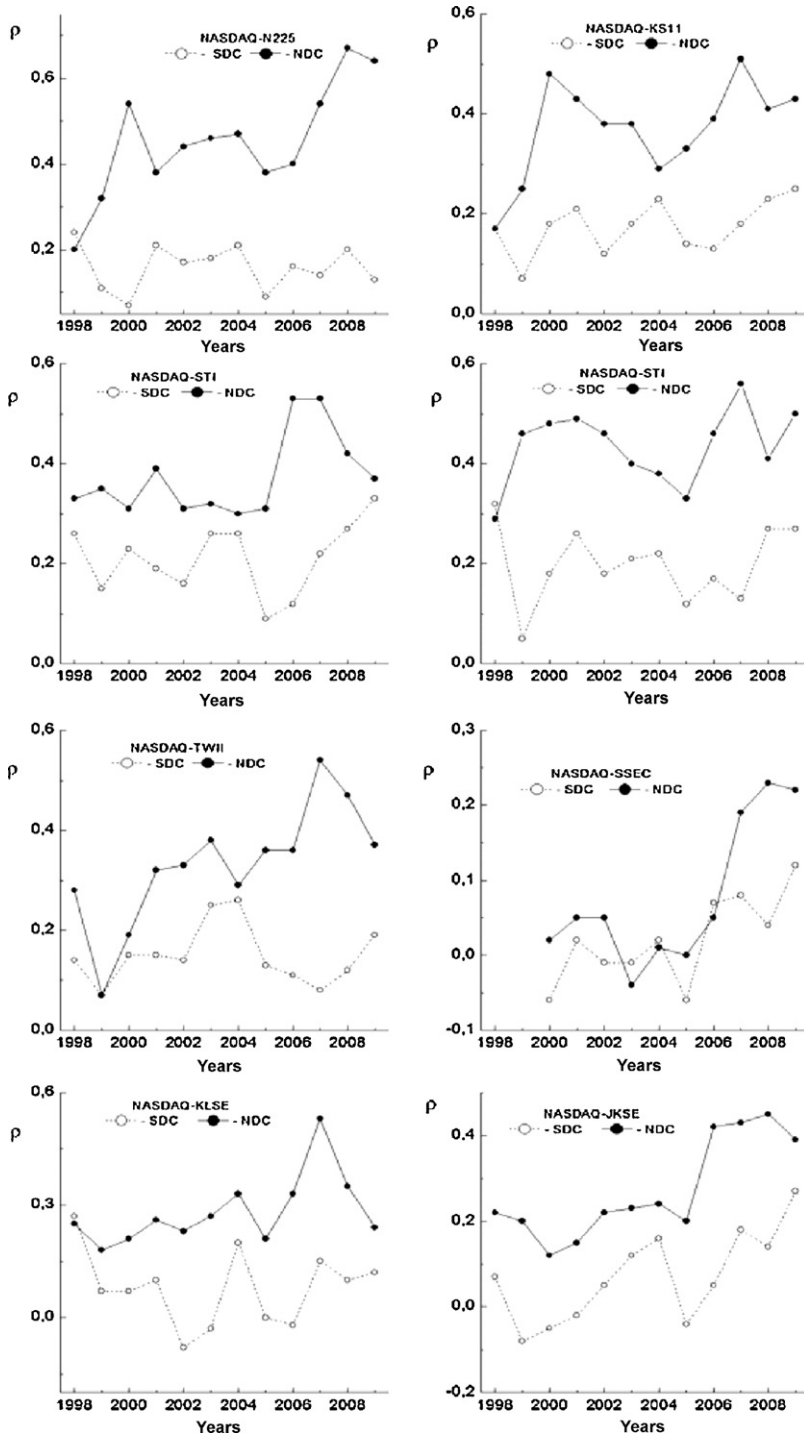 ρ
NASDAQ-N225
- SDC - NDC
0,6
0,4
0,2
1998 2000 2002 2004 2006 2008
Years
ρ
NASDAQ-KS11
- SDC - NDC
0,6
0,4
0,2
0,0
1998 2000 2002 2004 2006 2008
Years
ρ
NASDAQ-STI
- SDC - NDC
0,6
0,4
0,2
0,0
1998 2000 2002 2004 2006 2008
Years
ρ
NASDAQ-STI
- SDC - NDC
0,6
0,4
0,2
0,0
1998 2000 2002 2004 2006 2008
Years
ρ
NASDAQ-TWII
- SDC - NDC
0,6
0,4
0,2
0,0
1998 2000 2002 2004 2006 2008
Years
ρ
NASDAQ-SSEC
- SDC - NDC
0,3
0,2
0,1
0,0
-0,1
1998 2000 2002 2004 2006 2008
Years
ρ
NASDAQ-KLSE
- SDC - NDC
0,6
0,3
0,0
1998 2000 2002 2004 2006 2008
Years
ρ
NASDAQ-JKSE
- SDC - NDC
0,4
0,2
0,0
-0,2
1998 2000 2002 2004 2006 2008
Years